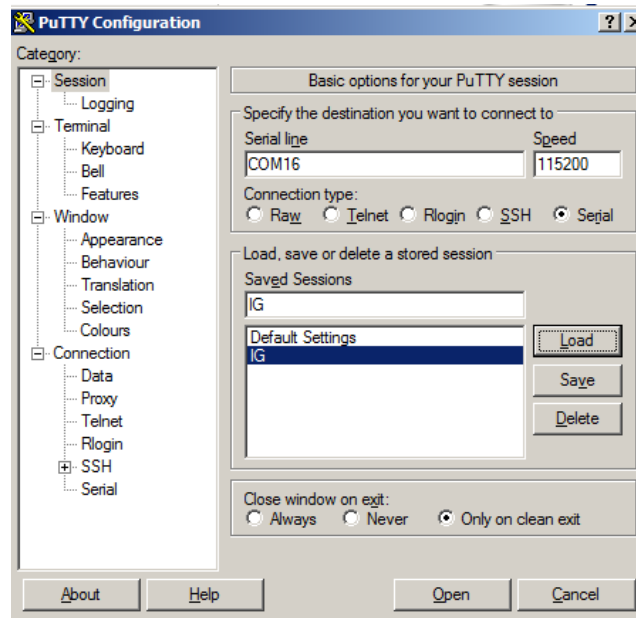 PuTTY Configuration
Category:
Session
Logging
Terminal
Keyboard
Bell
Features
Window
Appearance
Behaviour
Translation
Selection
Colours
Connection
Data
Proxy
Telnet
Rlogin
SSH
Serial
Basic options for your PuTTY session
Specify the destination you want to connect to
Serial line Speed
COM16 115200
Connection type:
Raw Telnet Rlogin SSH Serial
Load, save or delete a stored session
Saved Sessions
IG
Default Settings
IG
Load
Save
Delete
Close window on exit:
Always Never Only on clean exit
About Help Open Cancel